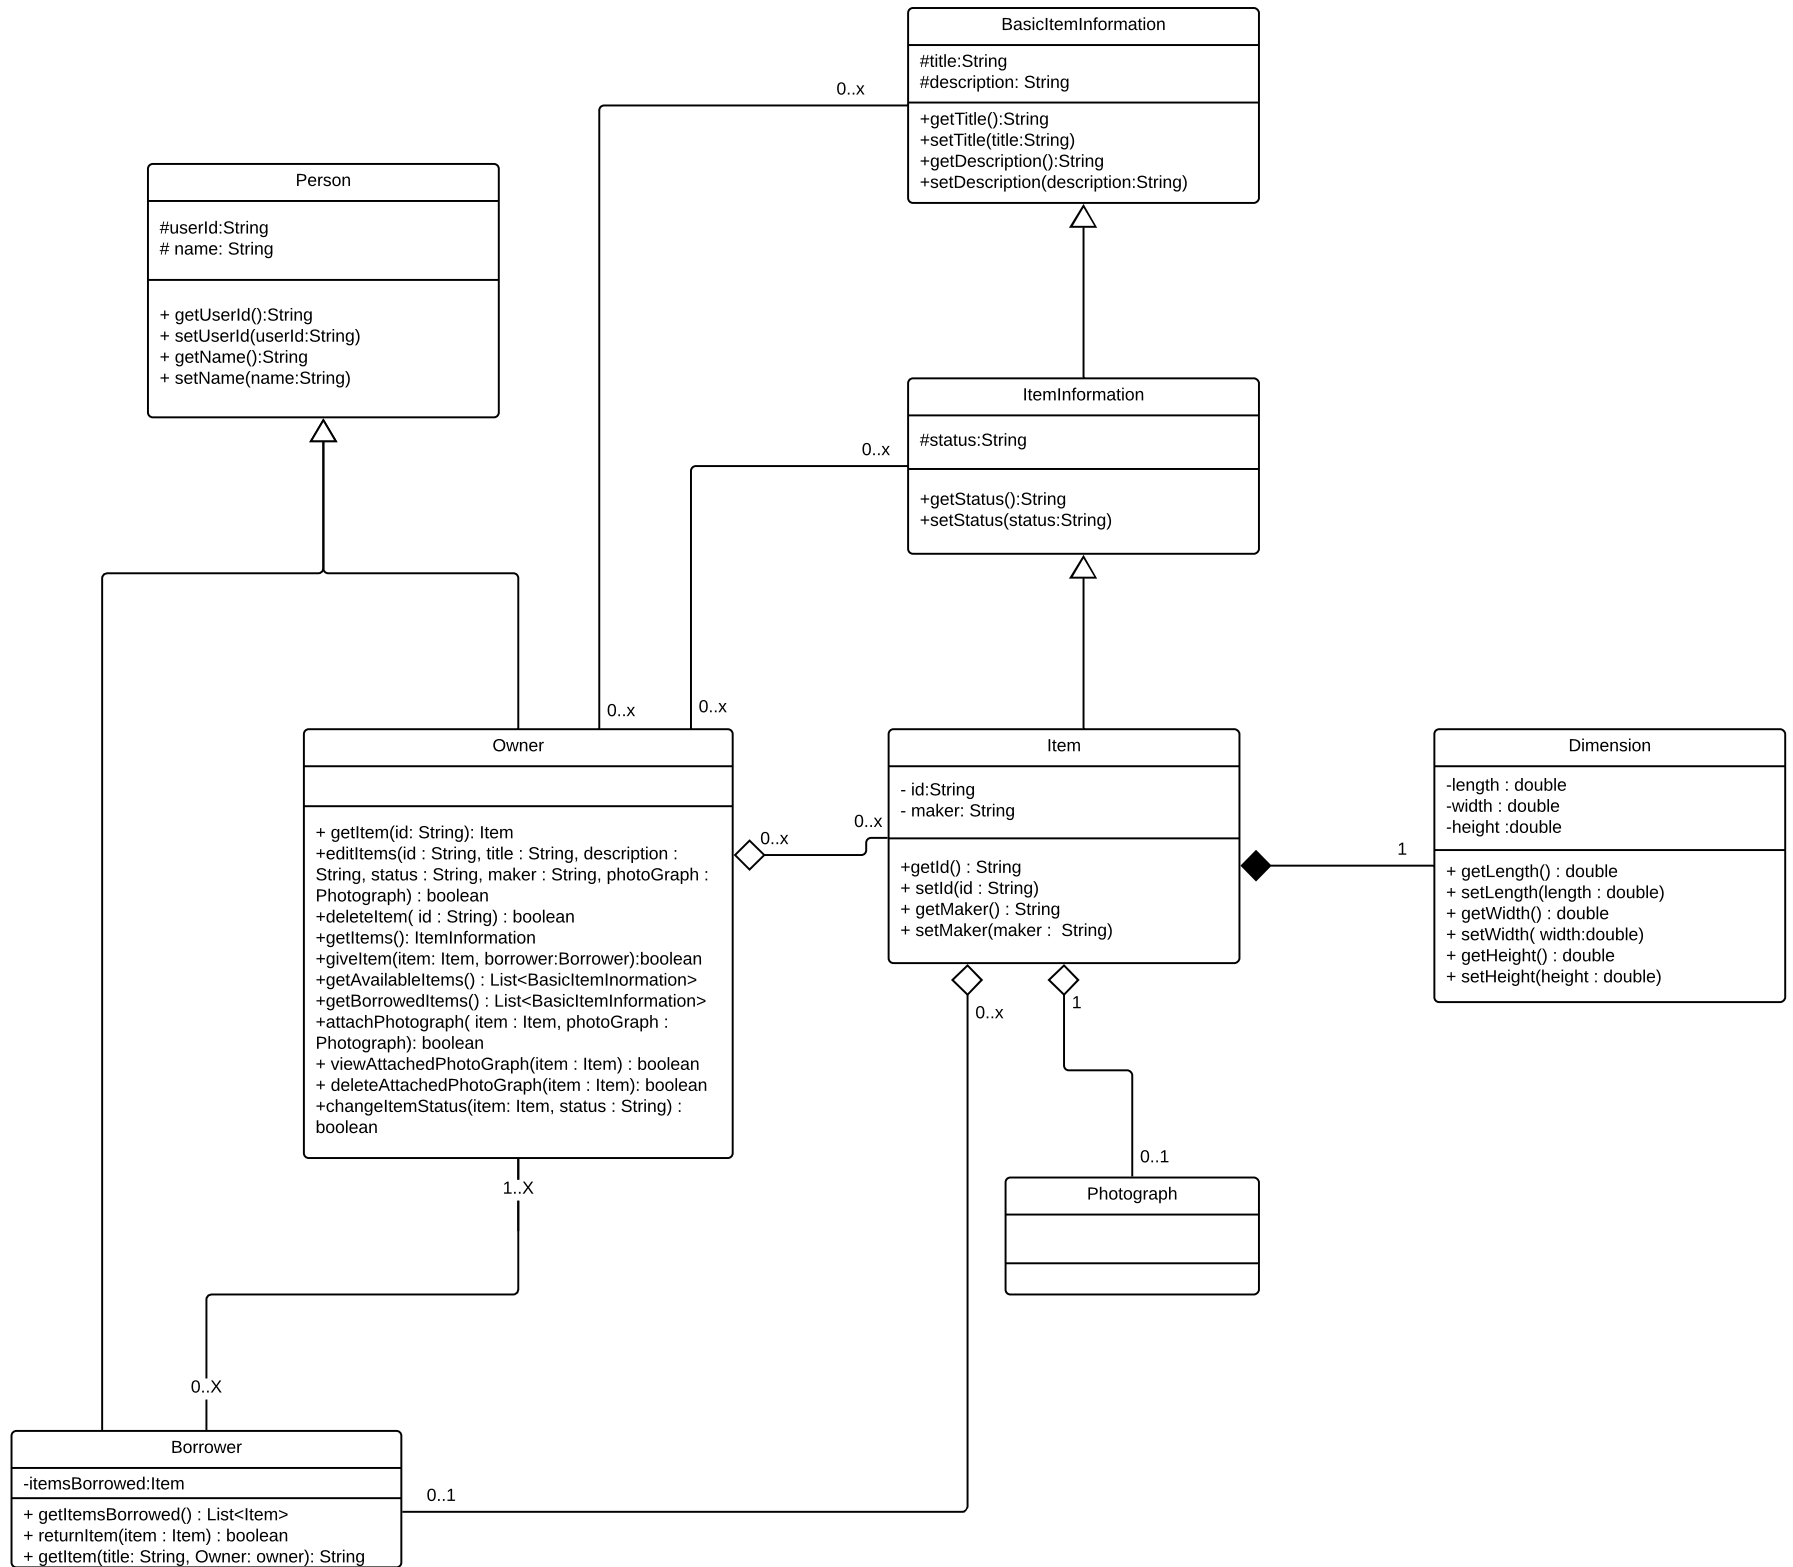 BasicItemInformation
#title:String
#description: String
+getTitle():String
+setTitle(title:String)
+getDescription():String
+setDescription(description:String)
0..x
Person
#userId:String
# name: String
+ getUserId():String
+ setUserId(userId:String)
+ getName():String
+ setName(name:String)
ItemInformation
#status:String
+getStatus():String
+setStatus(status:String)
0..x
0..x
0..x
Owner
+ getItem(id: String): Item
+editItems(id : String, title : String, description :
String, status : String, maker : String, photoGraph :
Photograph) : boolean
+deleteItem( id : String) : boolean
+getItems(): ItemInformation
+giveItem(item: Item, borrower:Borrower):boolean
+getAvailableItems() : List<BasicItemInormation>
+getBorrowedItems() : List<BasicItemInformation>
+attachPhotograph( item : Item, photoGraph :
Photograph): boolean
+ viewAttachedPhotoGraph(item : Item) : boolean
+ deleteAttachedPhotoGraph(item : Item): boolean
+changeItemStatus(item: Item, status : String) :
boolean
0..x
0..x
Item
- id:String
- maker: String
+getId() : String
+ setId(id : String)
+ getMaker() : String
+ setMaker(maker :  String)
1
Dimension
-length : double
-width : double
-height :double
+ getLength() : double
+ setLength(length : double)
+ getWidth() : double
+ setWidth( width:double)
+ getHeight() : double
+ setHeight(height : double)
0..x
1
0..1
Photograph
1..X
0..X
Borrower
-itemsBorrowed:Item
+ getItemsBorrowed() : List<Item>
+ returnItem(item : Item) : boolean
+ getItem(title: String, Owner: owner): String
0..1